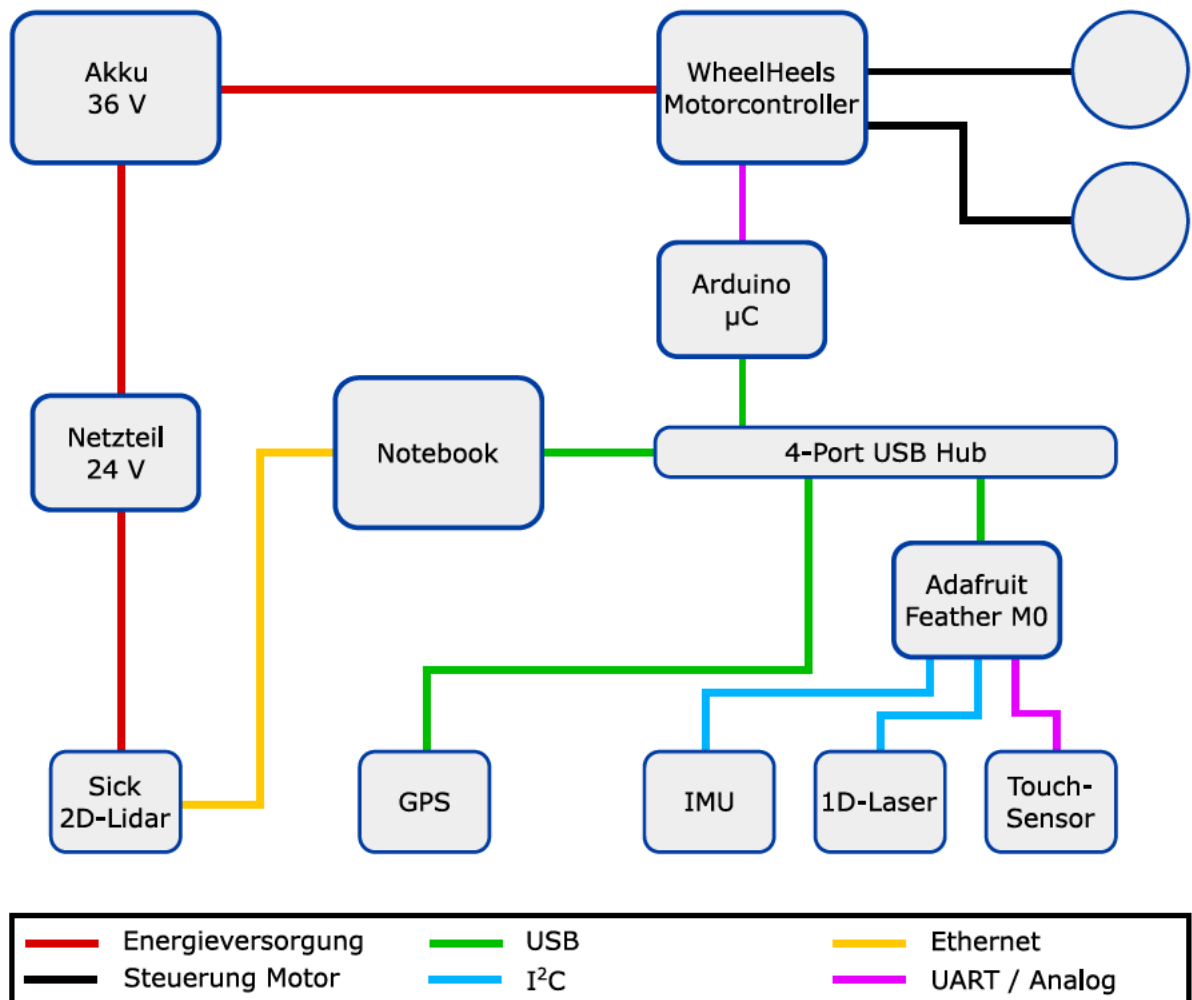 Akku
36 V
WheelHeels
Motorcontroller
Arduino
µC
Netzteil
24 V
Notebook
4-Port USB Hub
Adafruit
Feather M0
Sick
2D-Lidar
GPS
IMU
1D-Laser
Touch-
Sensor
Energieversorgung
USB
Ethernet
Steuerung Motor
I²C
UART / Analog